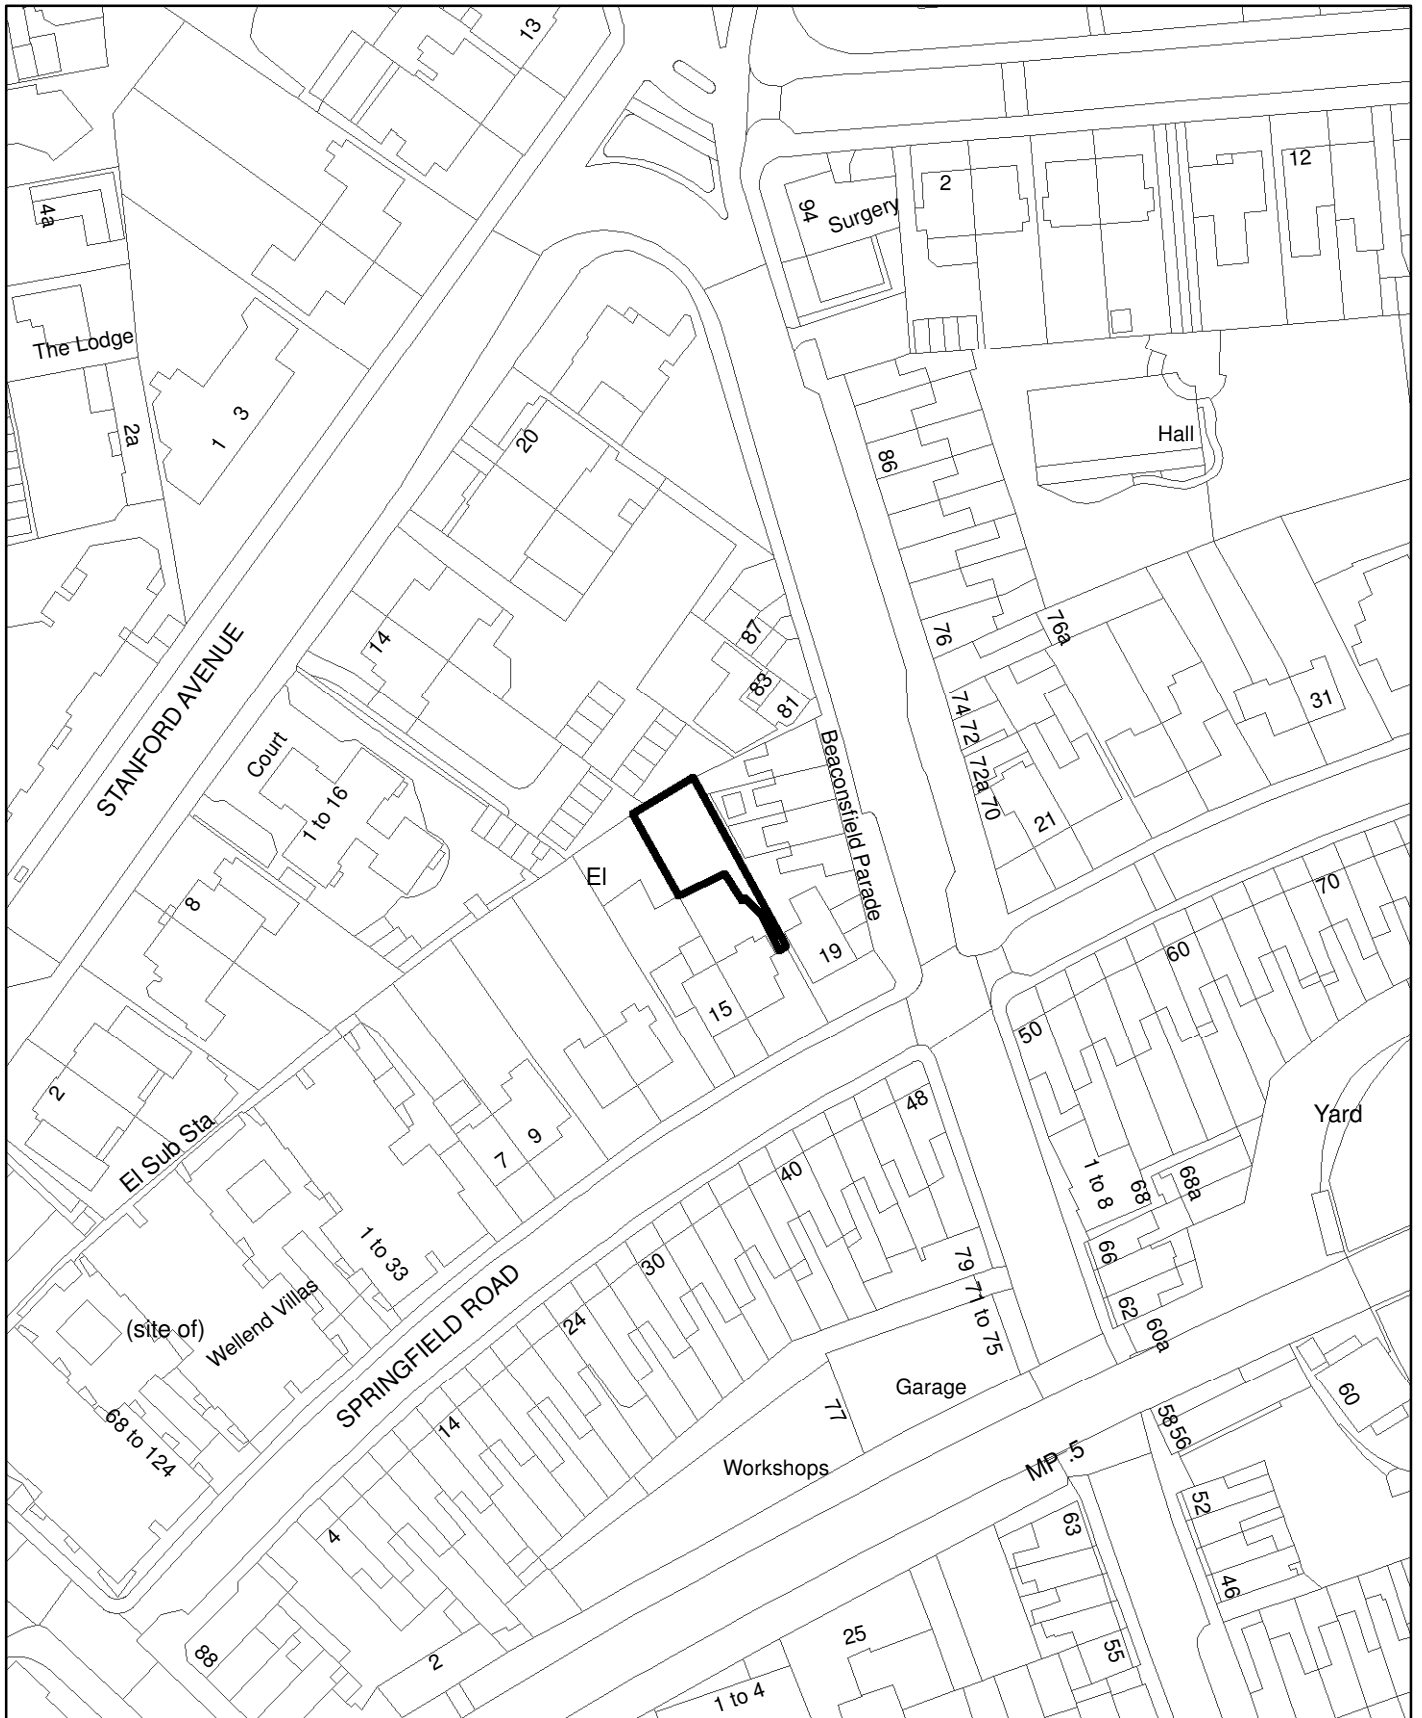 13
4a
The Lodge
2a
1
3
94
Surgery
2
12
20
86
Hall
14
87
83
81
76
76a
74
72
72a
70
21
31
STANFORD AVENUE
Court
1 to 16
Beaconsfield Parade
El
8
19
15
50
60
70
2
El Sub Sta
7
9
48
40
Yard
1 to 8
68
68a
66
62
60a
79
71 to 75
1 to 33
30
(site of)
Wellend Villas
24
SPRINGFIELD ROAD
68 to 124
14
77
Garage
Workshops
MP .5
58
56
60
52
46
63
55
4
88
2
25
1 to 4